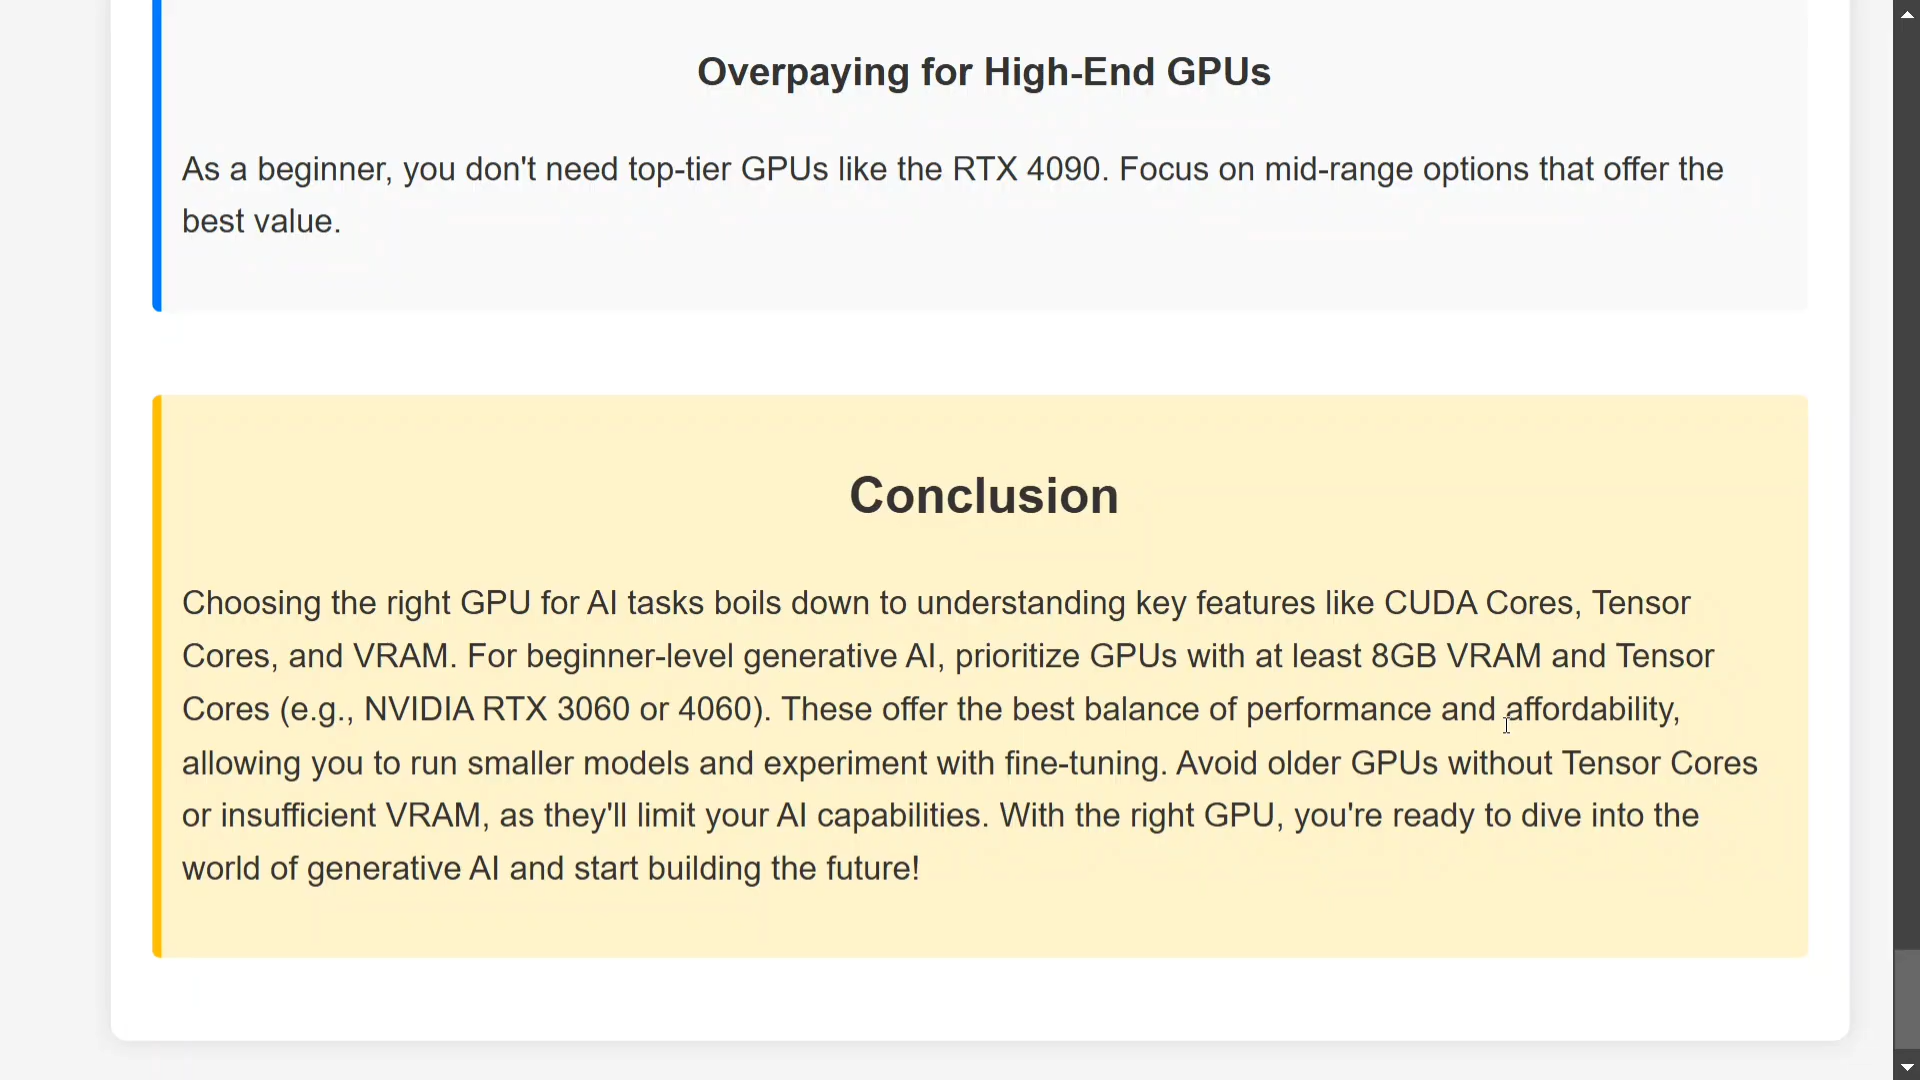 Overpaying for High-End GPUs
As a beginner, you don't need top-tier GPUs like the RTX 4090. Focus on mid-range options that offer the
best value.
Conclusion
Choosing the right GPU for AI tasks boils down to understanding key features like CUDA Cores, Tensor
Cores, and VRAM. For beginner-level generative AI, prioritize GPUs with at least 8GB VRAM and Tensor
Cores (e.g., NVIDIA RTX 3060 or 4060). These offer the best balance of performance and affordability,
allowing you to run smaller models and experiment with fine-tuning. Avoid older GPUs without Tensor Cores
or insufficient VRAM, as they'll limit your AI capabilities. With the right GPU, you're ready to dive into the
world of generative AI and start building the future!